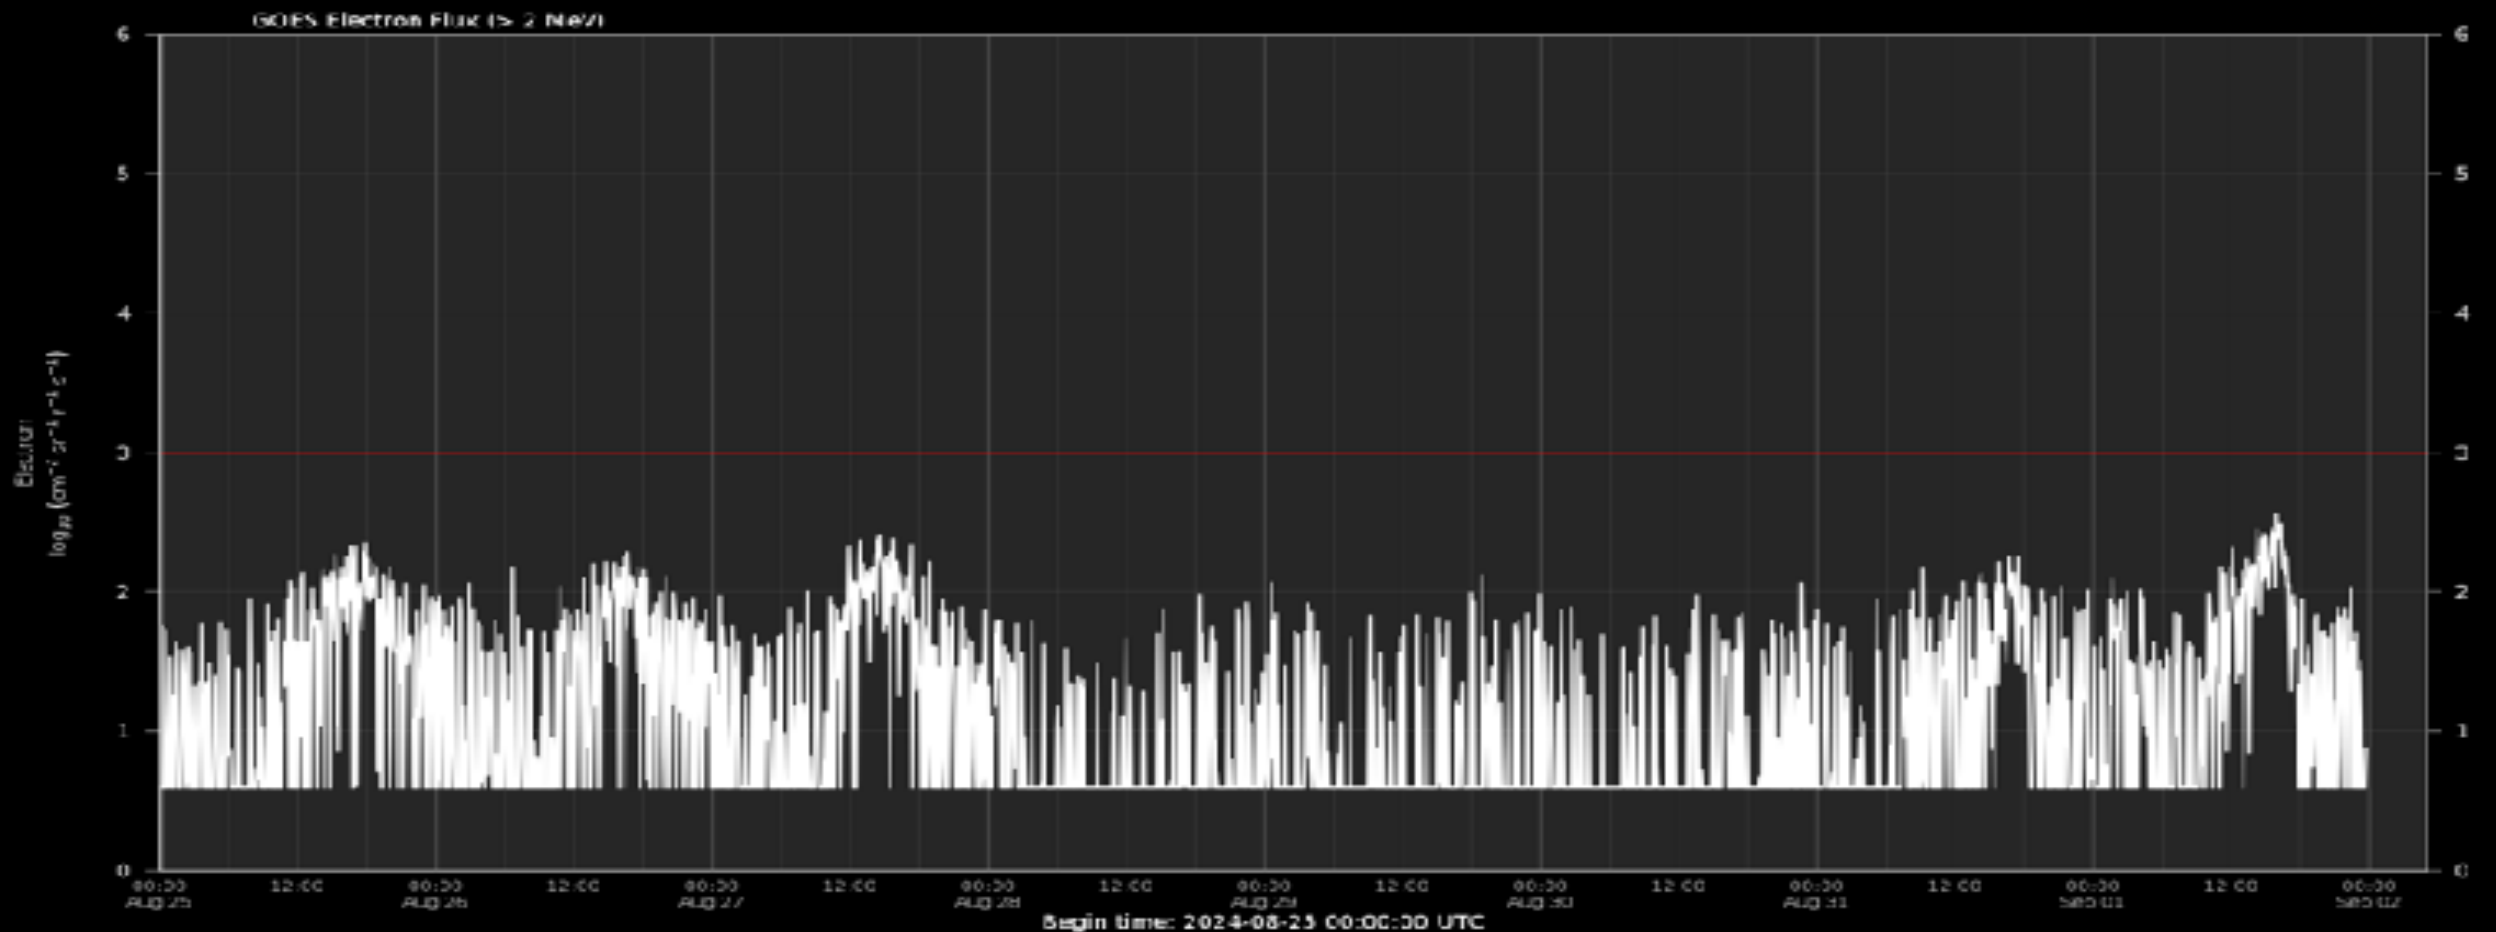 GOES Electron Flux (> 2 MeV)
6 6
5 5
4 4
3 3
2 2
1 1
0 0
Electron
00:00 12:00 00:00 12:00 00:00 12:00 00:00 12:00 00:00 12:00 00:00 12:00 00:00 12:00 00:00 12:00 00:00
Aug 25 Aug 26 Aug 27 Aug 28 Aug 29 Aug 30 Aug 31 Sep 01 Sep 02
Begin time: 2024-08-25 00:00:00 UTC